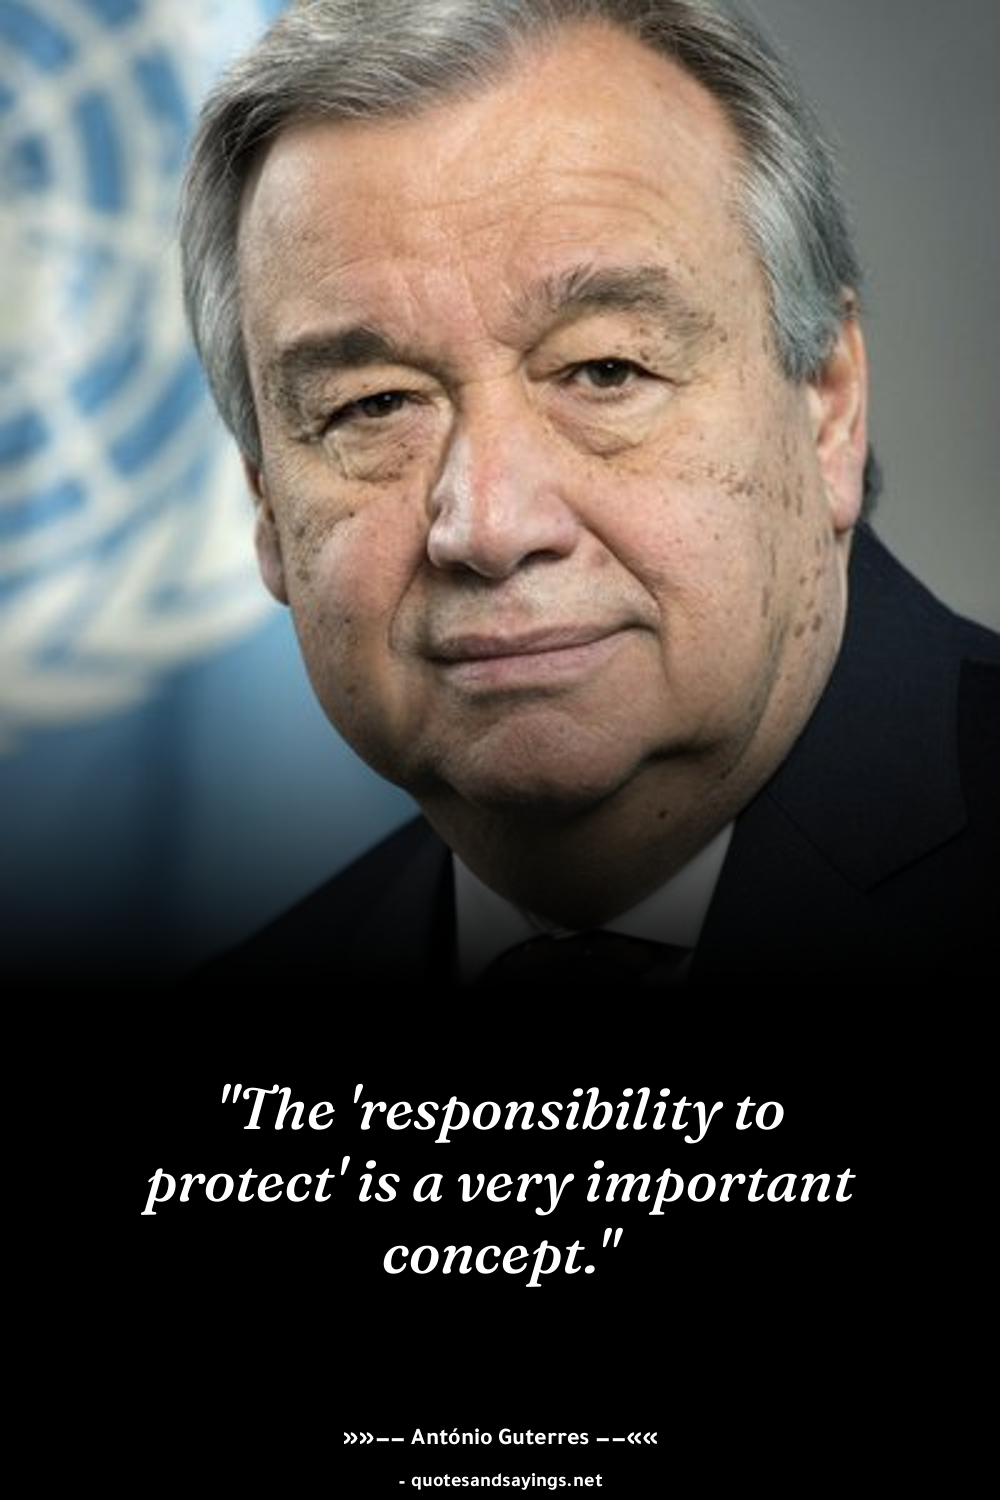 "The 'responsibility to
protect' is a very important
concept."
»»–– António Guterres ––««
- quotesandsayings.net